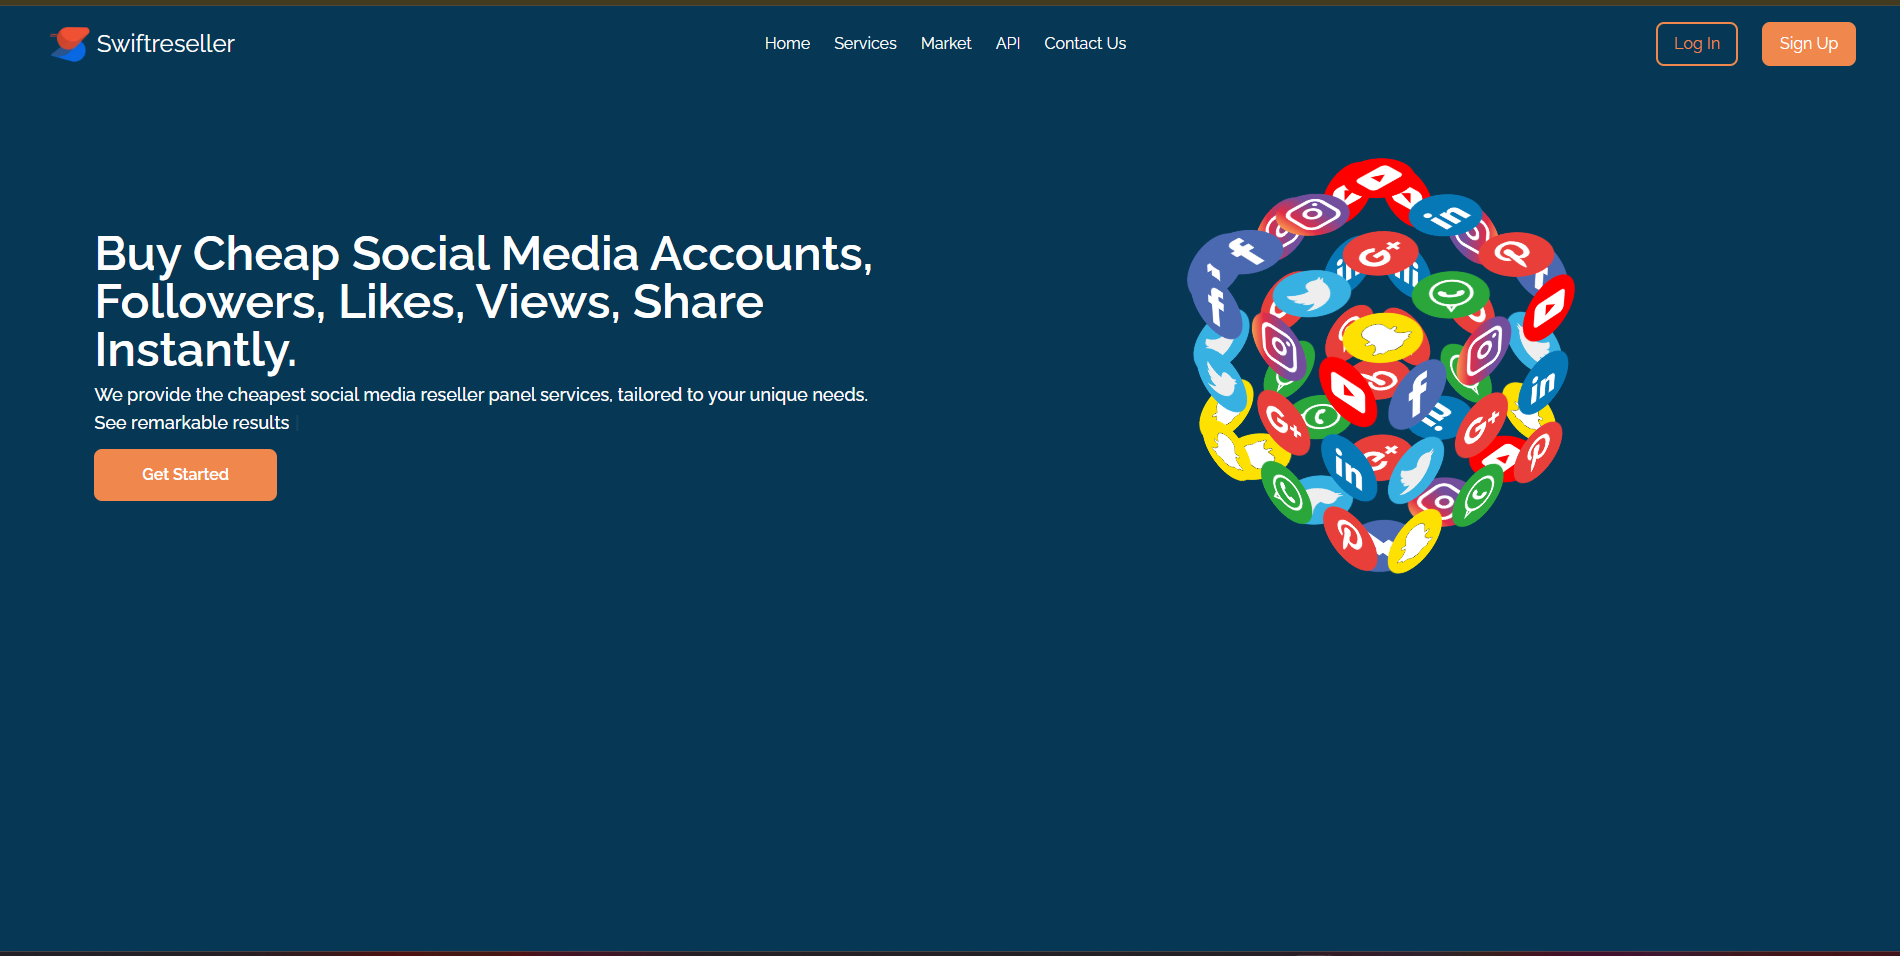 Swiftreseller
Home
Services
Market
API
Contact Us
Log In
Sign Up
Buy Cheap Social Media Accounts,
Followers, Likes, Views, Share
Instantly.
We provide the cheapest social media reseller panel services, tailored to your unique needs.
See remarkable results
Get Started